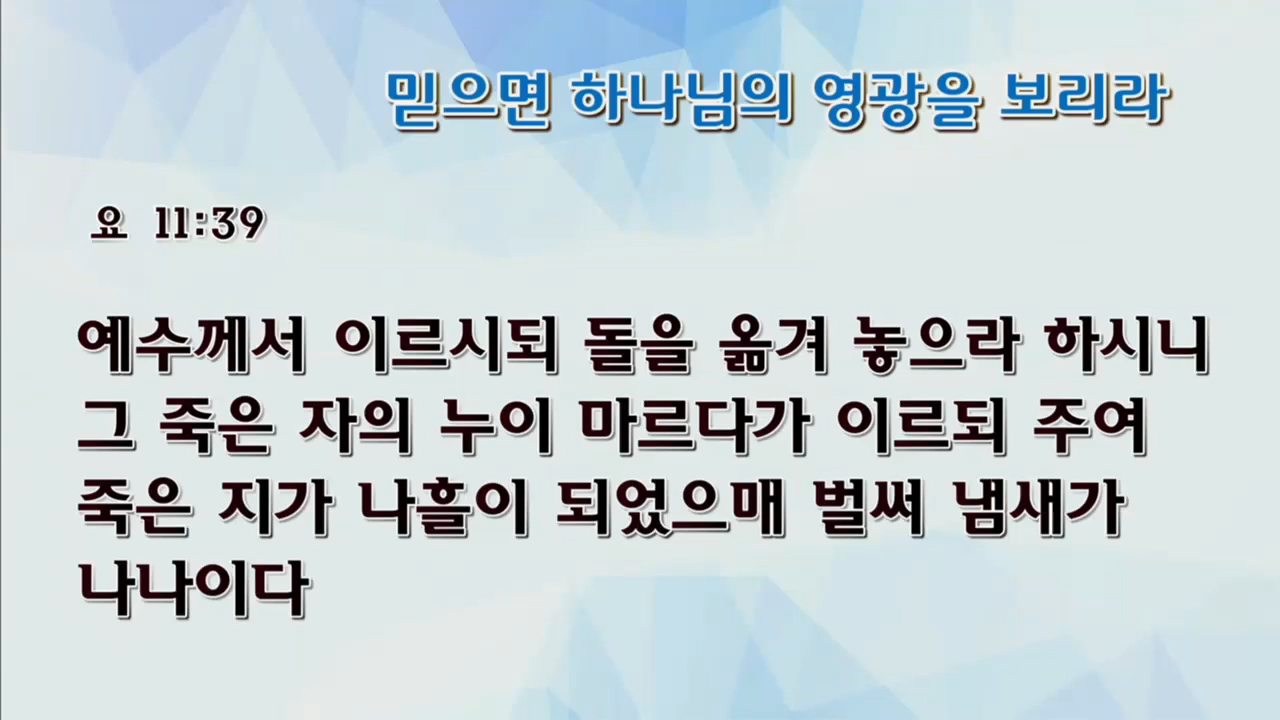 믿으면 하나님의 영광을 보리라
요 11:39
예수께서 이르시되 돌을 옮겨 놓으라 하시니
그 죽은 자의 누이 마르다가 이르되 주여
죽은 지가 나흘이 되었으매 벌써 냄새가
나나이다